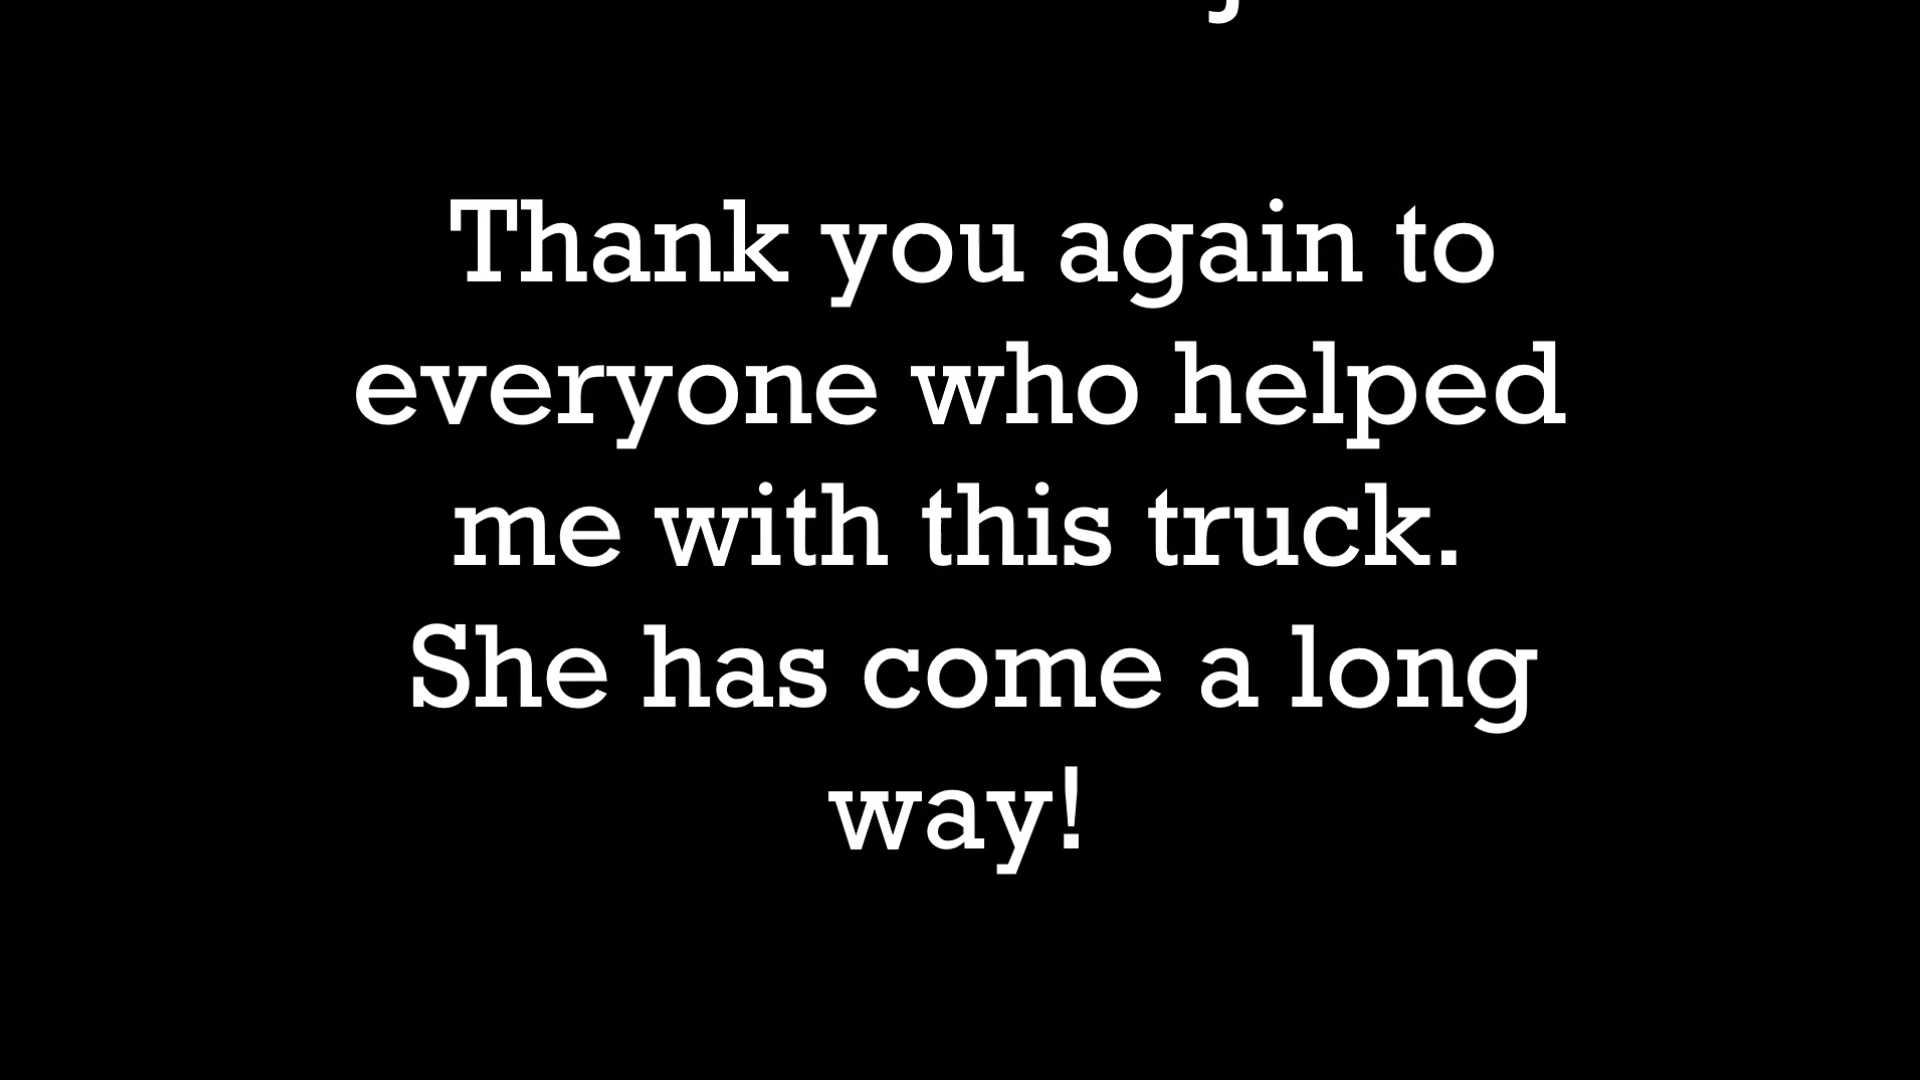 Thank you again to
everyone who helped
me with this truck.
She has come a long
way!